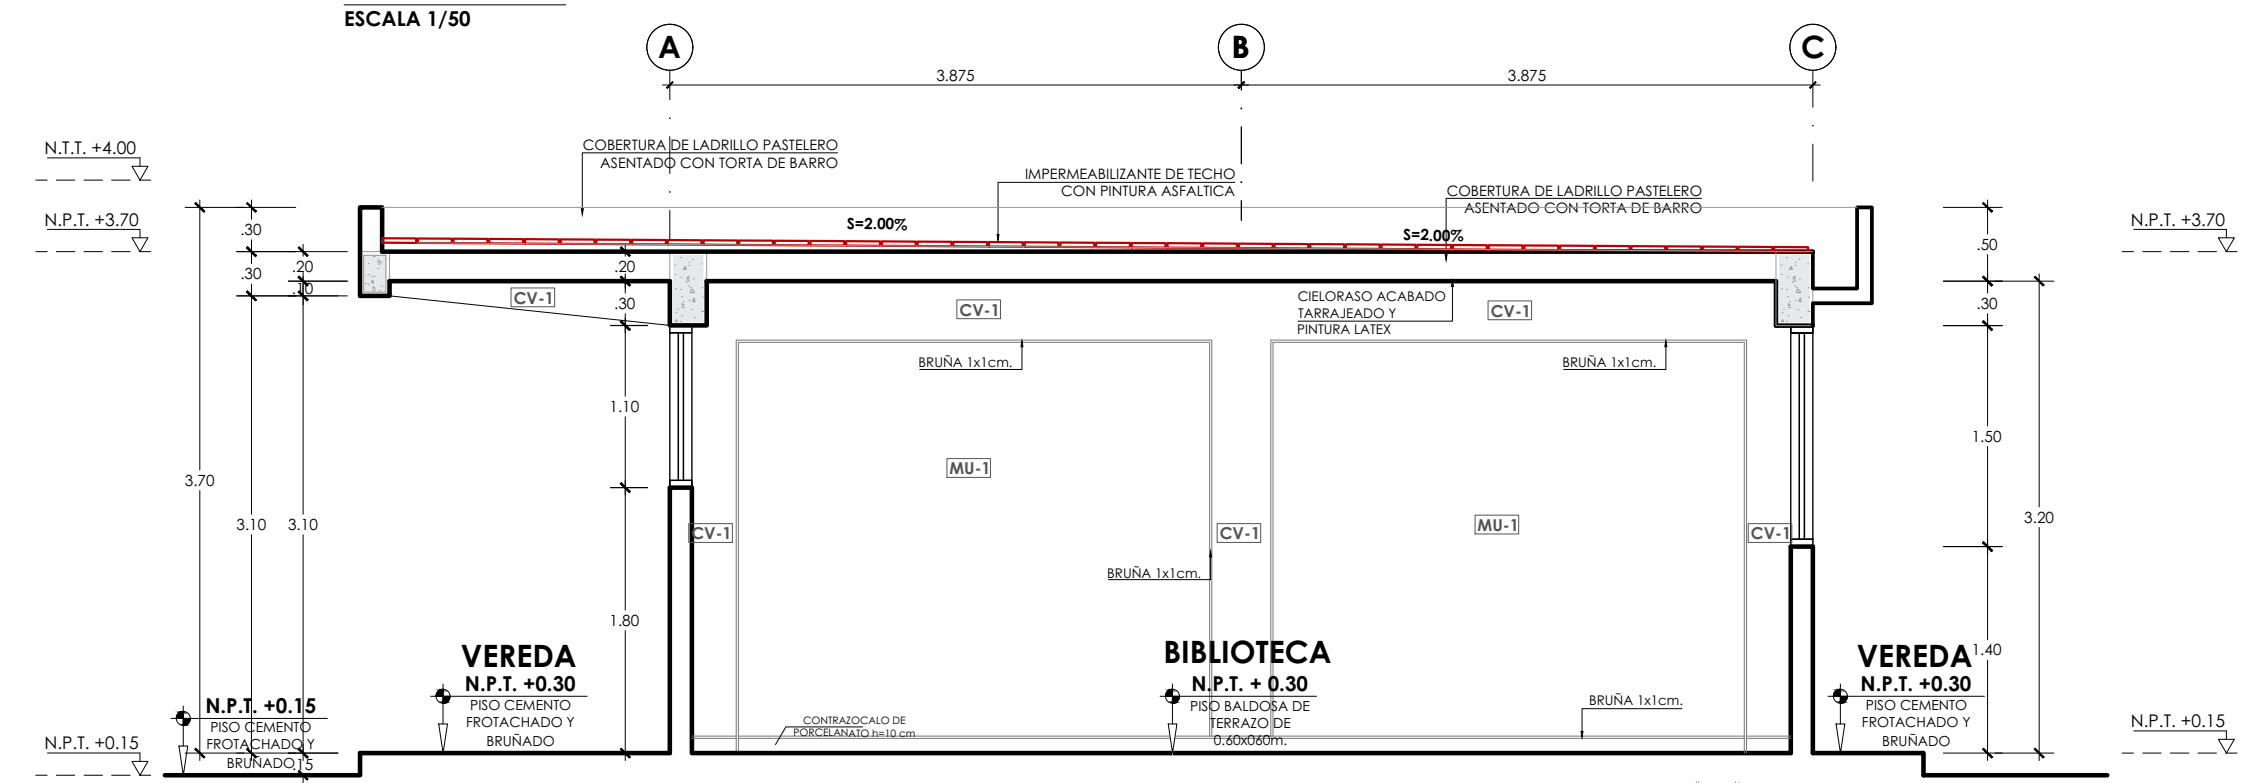 ESCALA 1/50
A
B
C
3.875
3.875
N.T.T. +4.00
COBERTURA DE LADRILLO PASTELERO
ASENTADO CON TORTA DE BARRO
IMPERMEABILIZANTE DE TECHO
CON PINTURA ASFALTICA
COBERTURA DE LADRILLO PASTELERO
ASENTADO CON TORTA DE BARRO
N.P.T. +3.70
.30
S=2.00%
S=2.00%
N.P.T. +3.70
.50
.30
.20
.10
.20
.30
CV-1
CV-1
CIELORASO ACABADO
TARRAJEADO Y
PINTURA LATEX
CV-1
.30
BRUÑA 1x1cm.
BRUÑA 1x1cm.
1.10
1.50
3.70
MU-1
3.10
3.10
MU-1
3.20
CV-1
CV-1
CV-1
BRUÑA 1x1cm.
1.80
1.40
VEREDA
N.P.T. +0.30
PISO CEMENTO
FROTACHADO Y
BRUÑADO
BIBLIOTECA
N.P.T. + 0.30
PISO BALDOSA DE
TERRAZO DE
0.60x060m.
VEREDA
N.P.T. +0.30
PISO CEMENTO
FROTACHADO Y
BRUÑADO
N.P.T. +0.15
PISO CEMENTO
FROTACHADO Y
BRUÑADO
.15
CONTRAZOCALO DE
PORCELANATO h=10 cm
BRUÑA 1x1cm.
N.P.T. +0.15
N.P.T. +0.15